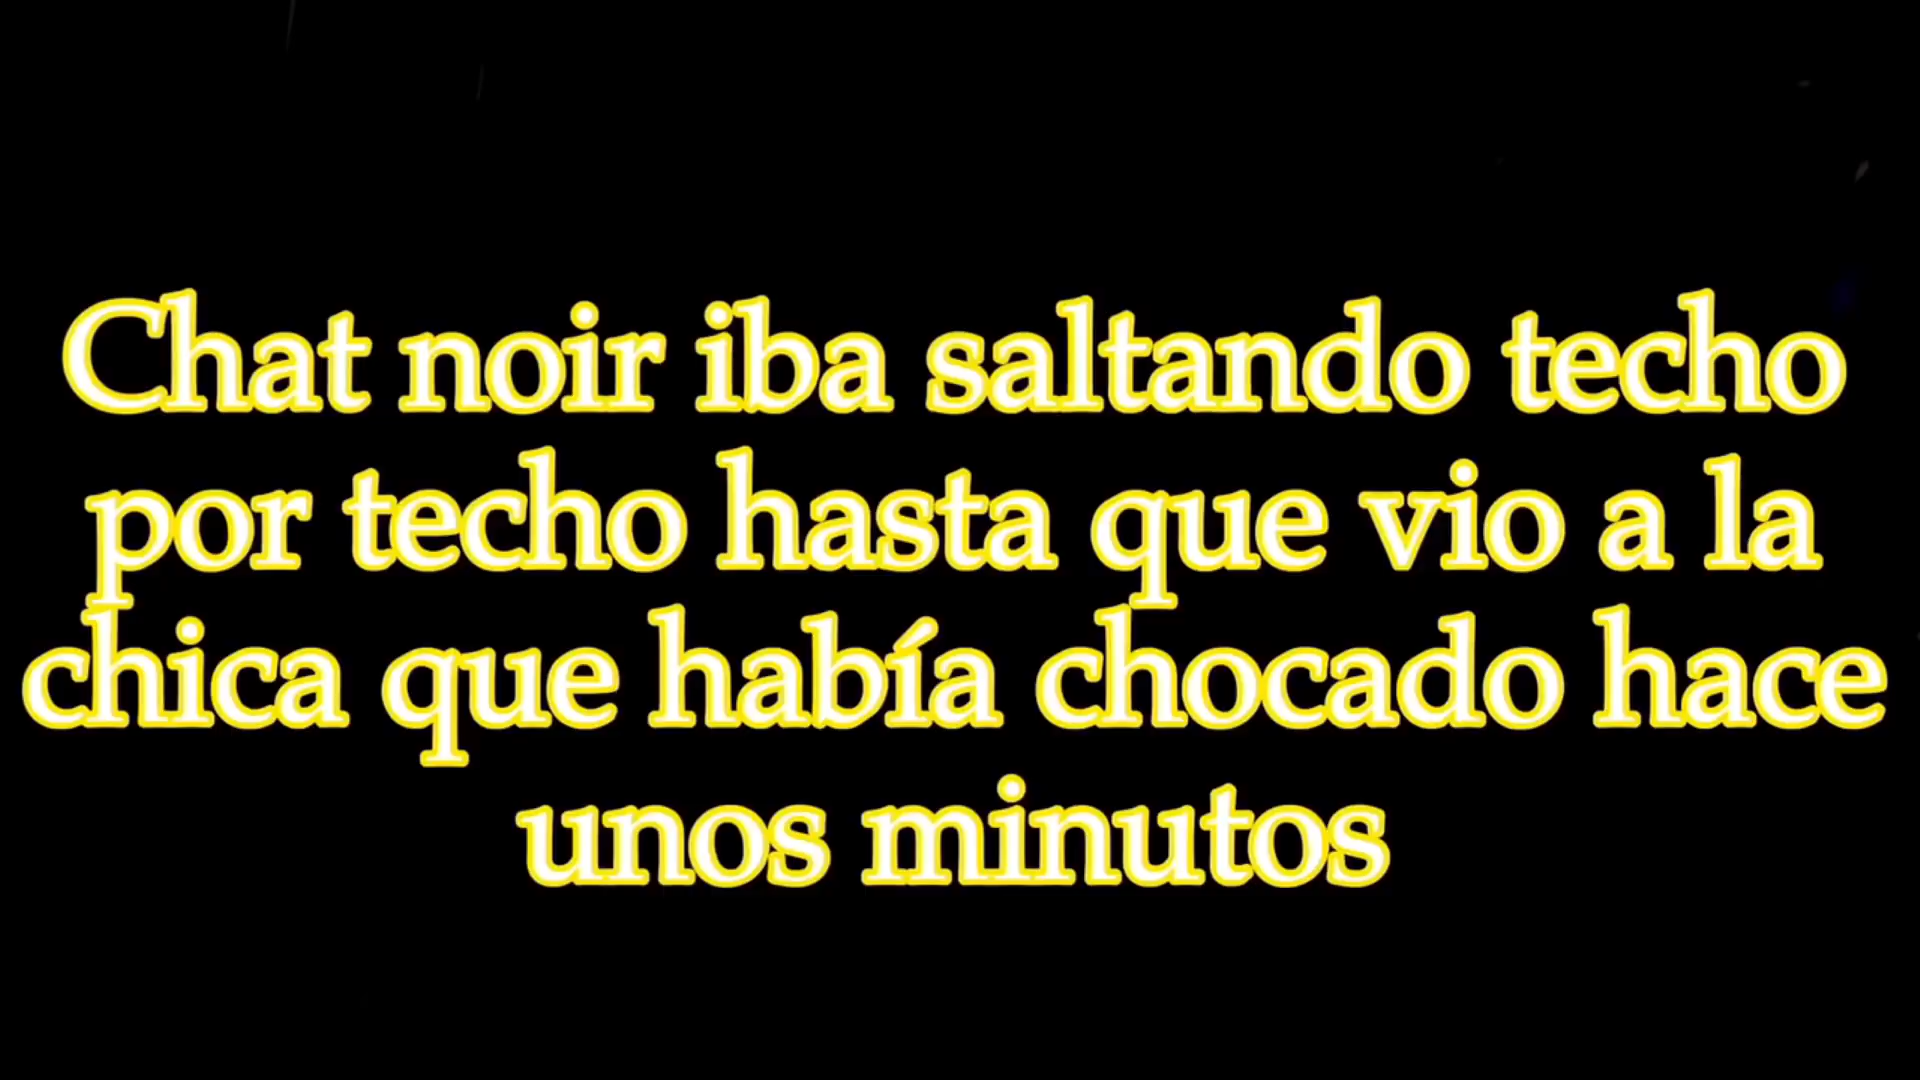 Chat noir iba saltando techo
por techo hasta que vio a la
chica que había chocado hace
unos minutos